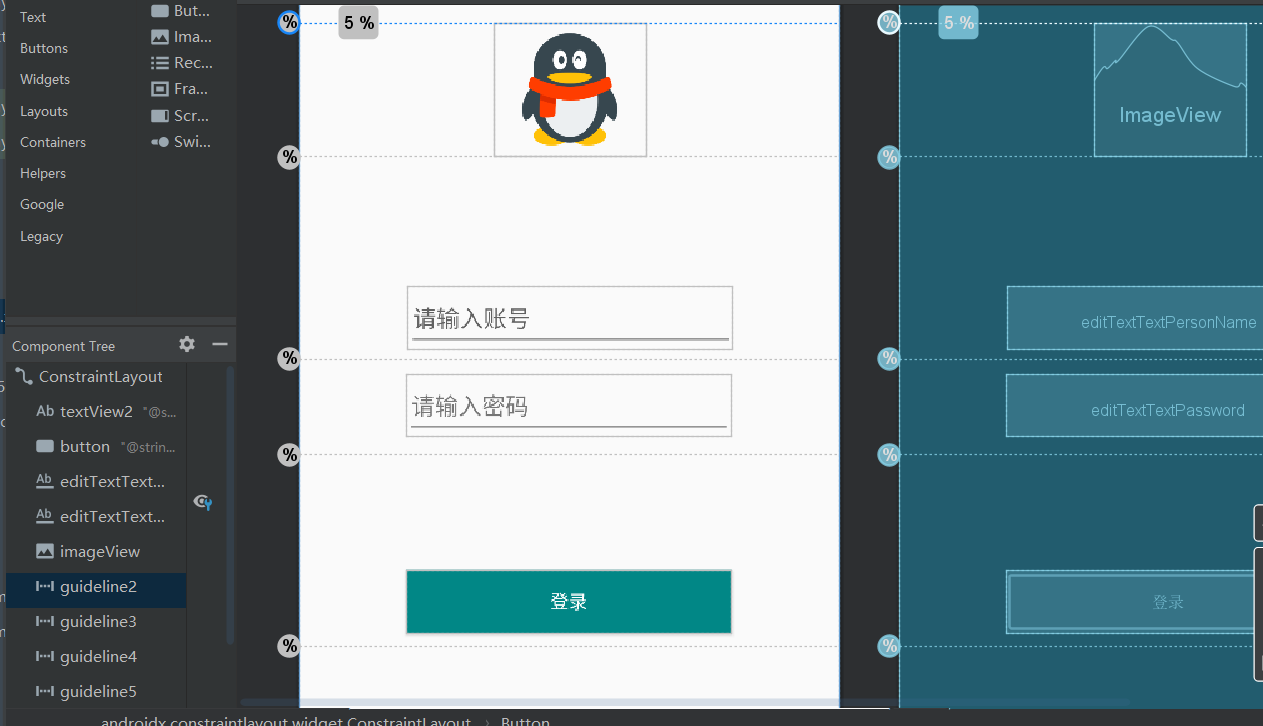 Text
Buttons
Widgets
Layouts
Containers
Helpers
Google
Legacy
But...
Ima...
Rec...
Fra...
Scr...
Swi...
Component Tree
ConstraintLayout
Ab textView2 "@s...
button "@strin...
Ab editTextText...
Ab editTextText...
imageView
guideline2
guideline3
guideline4
guideline5
% 5 %
%
请输入账号
%
请输入密码
%
登录
%
% 5 %
ImageView
%
editTextTextPersonName
%
editTextTextPassword
%
登录
%
androidx.constraintlayout.widget.ConstraintLayout › Button